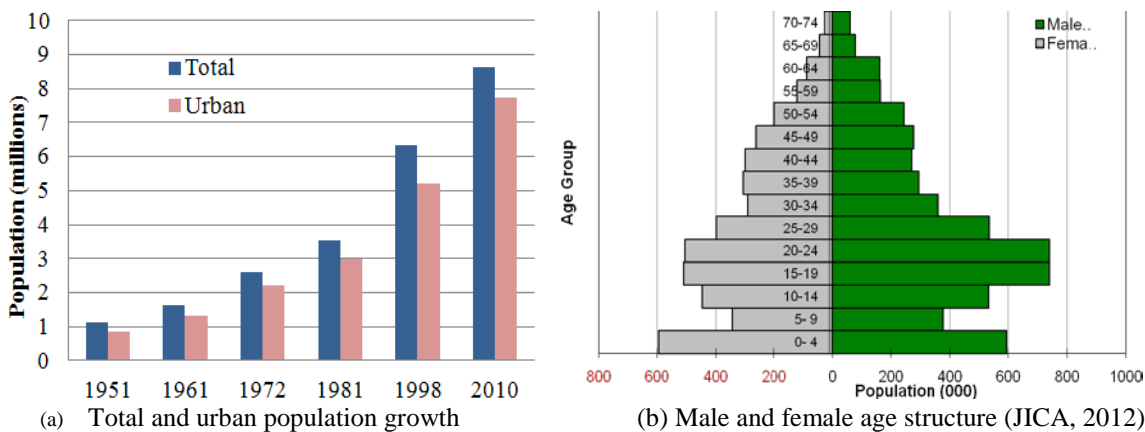 10
9
8
7
6
5
4
3
2
1
0
Population (millions)
Total
Urban
1951 1961 1972 1981 1998 2010
(a) Total and urban population growth
Age Group
70-74
65-69
60-64
55-59
50-54
45-49
40-44
35-39
30-34
25-29
20-24
15-19
10-14
5- 9
0- 4
Male..
Fema..
800 600 400 200 0 200 400 600 800 1000
Population (000)
(b) Male and female age structure (JICA, 2012)